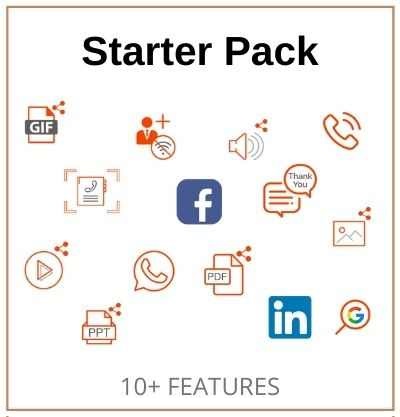 Starter Pack
GIF
Thank
You
f
PDF
in
G
PPT
10+ FEATURES